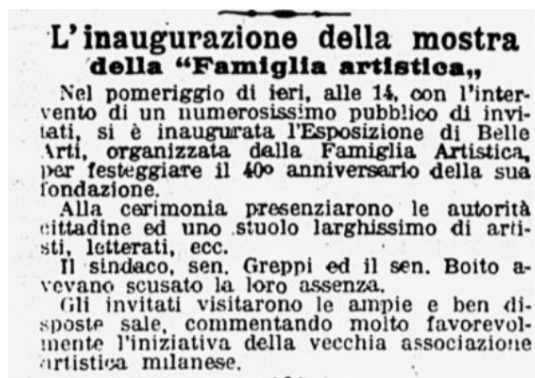 L'inaugurazione della mostra
della “Famiglia artistica„
Nel pomeriggio di ieri, alle 14, con l'inter-
vento di un numerosissimo pubblico di invi-
tati, si è inaugurata l'Esposizione di Belle
Arti, organizzata dalla Famiglia Artistica,
per festeggiare il 40º anniversario della sua
fondazione.
Alla cerimonia presenziarono le autorità
cittadine ed uno stuolo larghissimo di arti-
sti, letterati, ecc.
Il sindaco, sen. Greppi ed il sen. Boito a-
vevano scusato la loro assenza.
Gli invitati visitarono le ampie e ben di-
sposte sale, commentando molto favorevol-
mente l'iniziativa della vecchia associazione
artistica milanese.